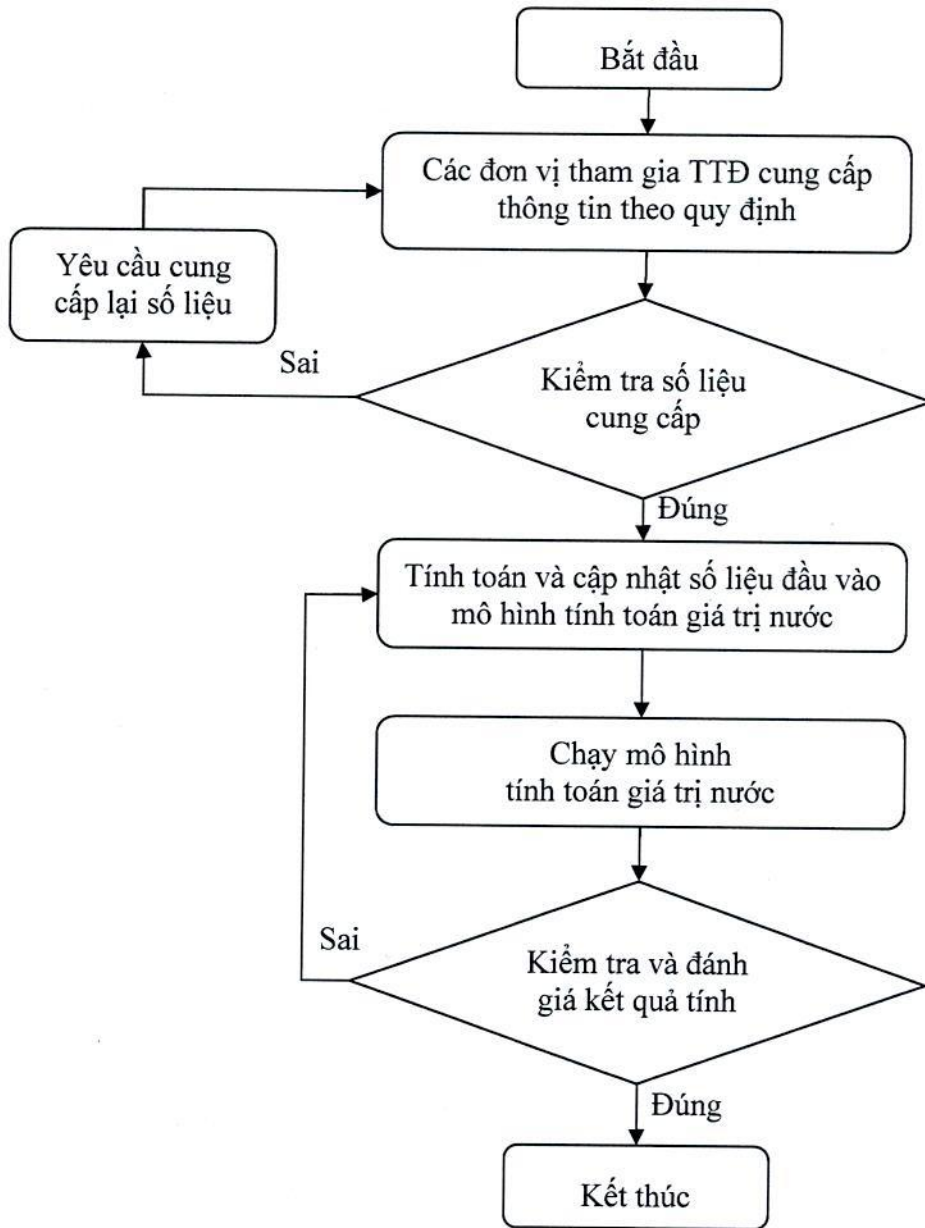 Bắt đầu
Các đơn vị tham gia TTĐ cung cấp
thông tin theo quy định
Yêu cầu cung
cấp lại số liệu
Sai
Kiểm tra số liệu
cung cấp
Đúng
Tính toán và cập nhật số liệu đầu vào
mô hình tính toán giá trị nước
Chạy mô hình
tính toán giá trị nước
Sai
Kiểm tra và đánh
giá kết quả tính
Đúng
Kết thúc